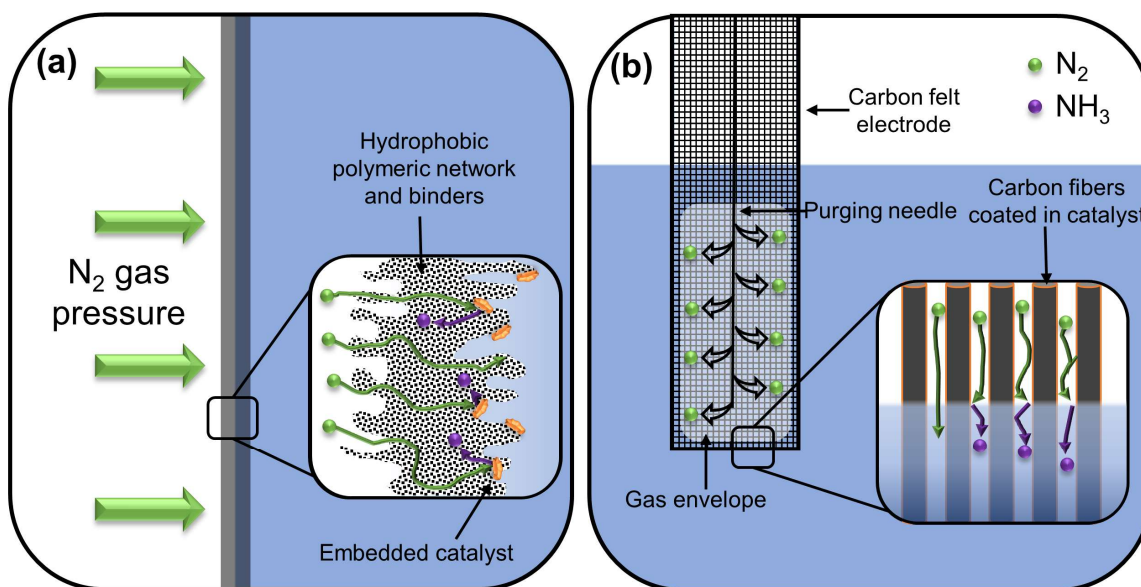 (a)
N2 gas
pressure
Hydrophobic
polymeric network
and binders
Embedded catalyst
(b)
N2
NH3
Carbon felt
electrode
Purging needle
Carbon fibers
coated in catalyst
Gas envelope